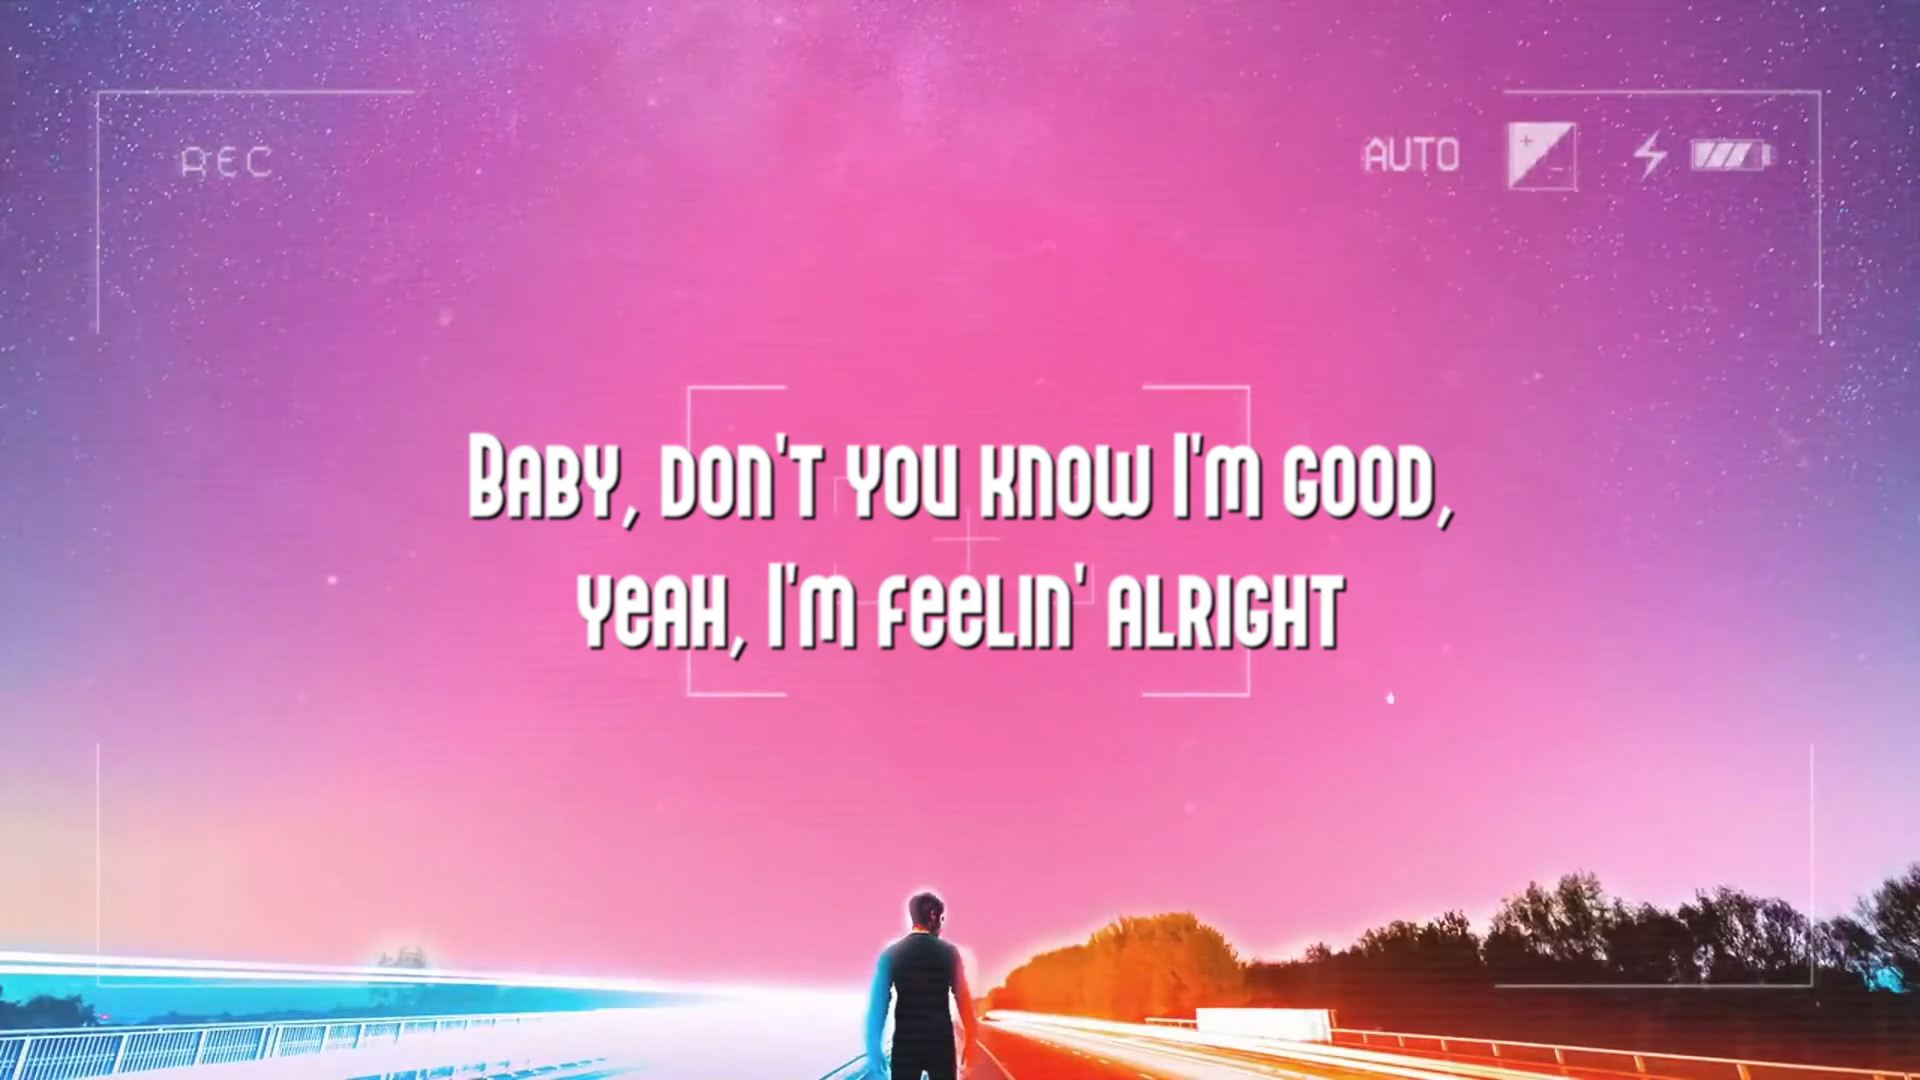 REC
AUTO
Baby, don't you know I'm good,
yeah, I'm feelin' alright